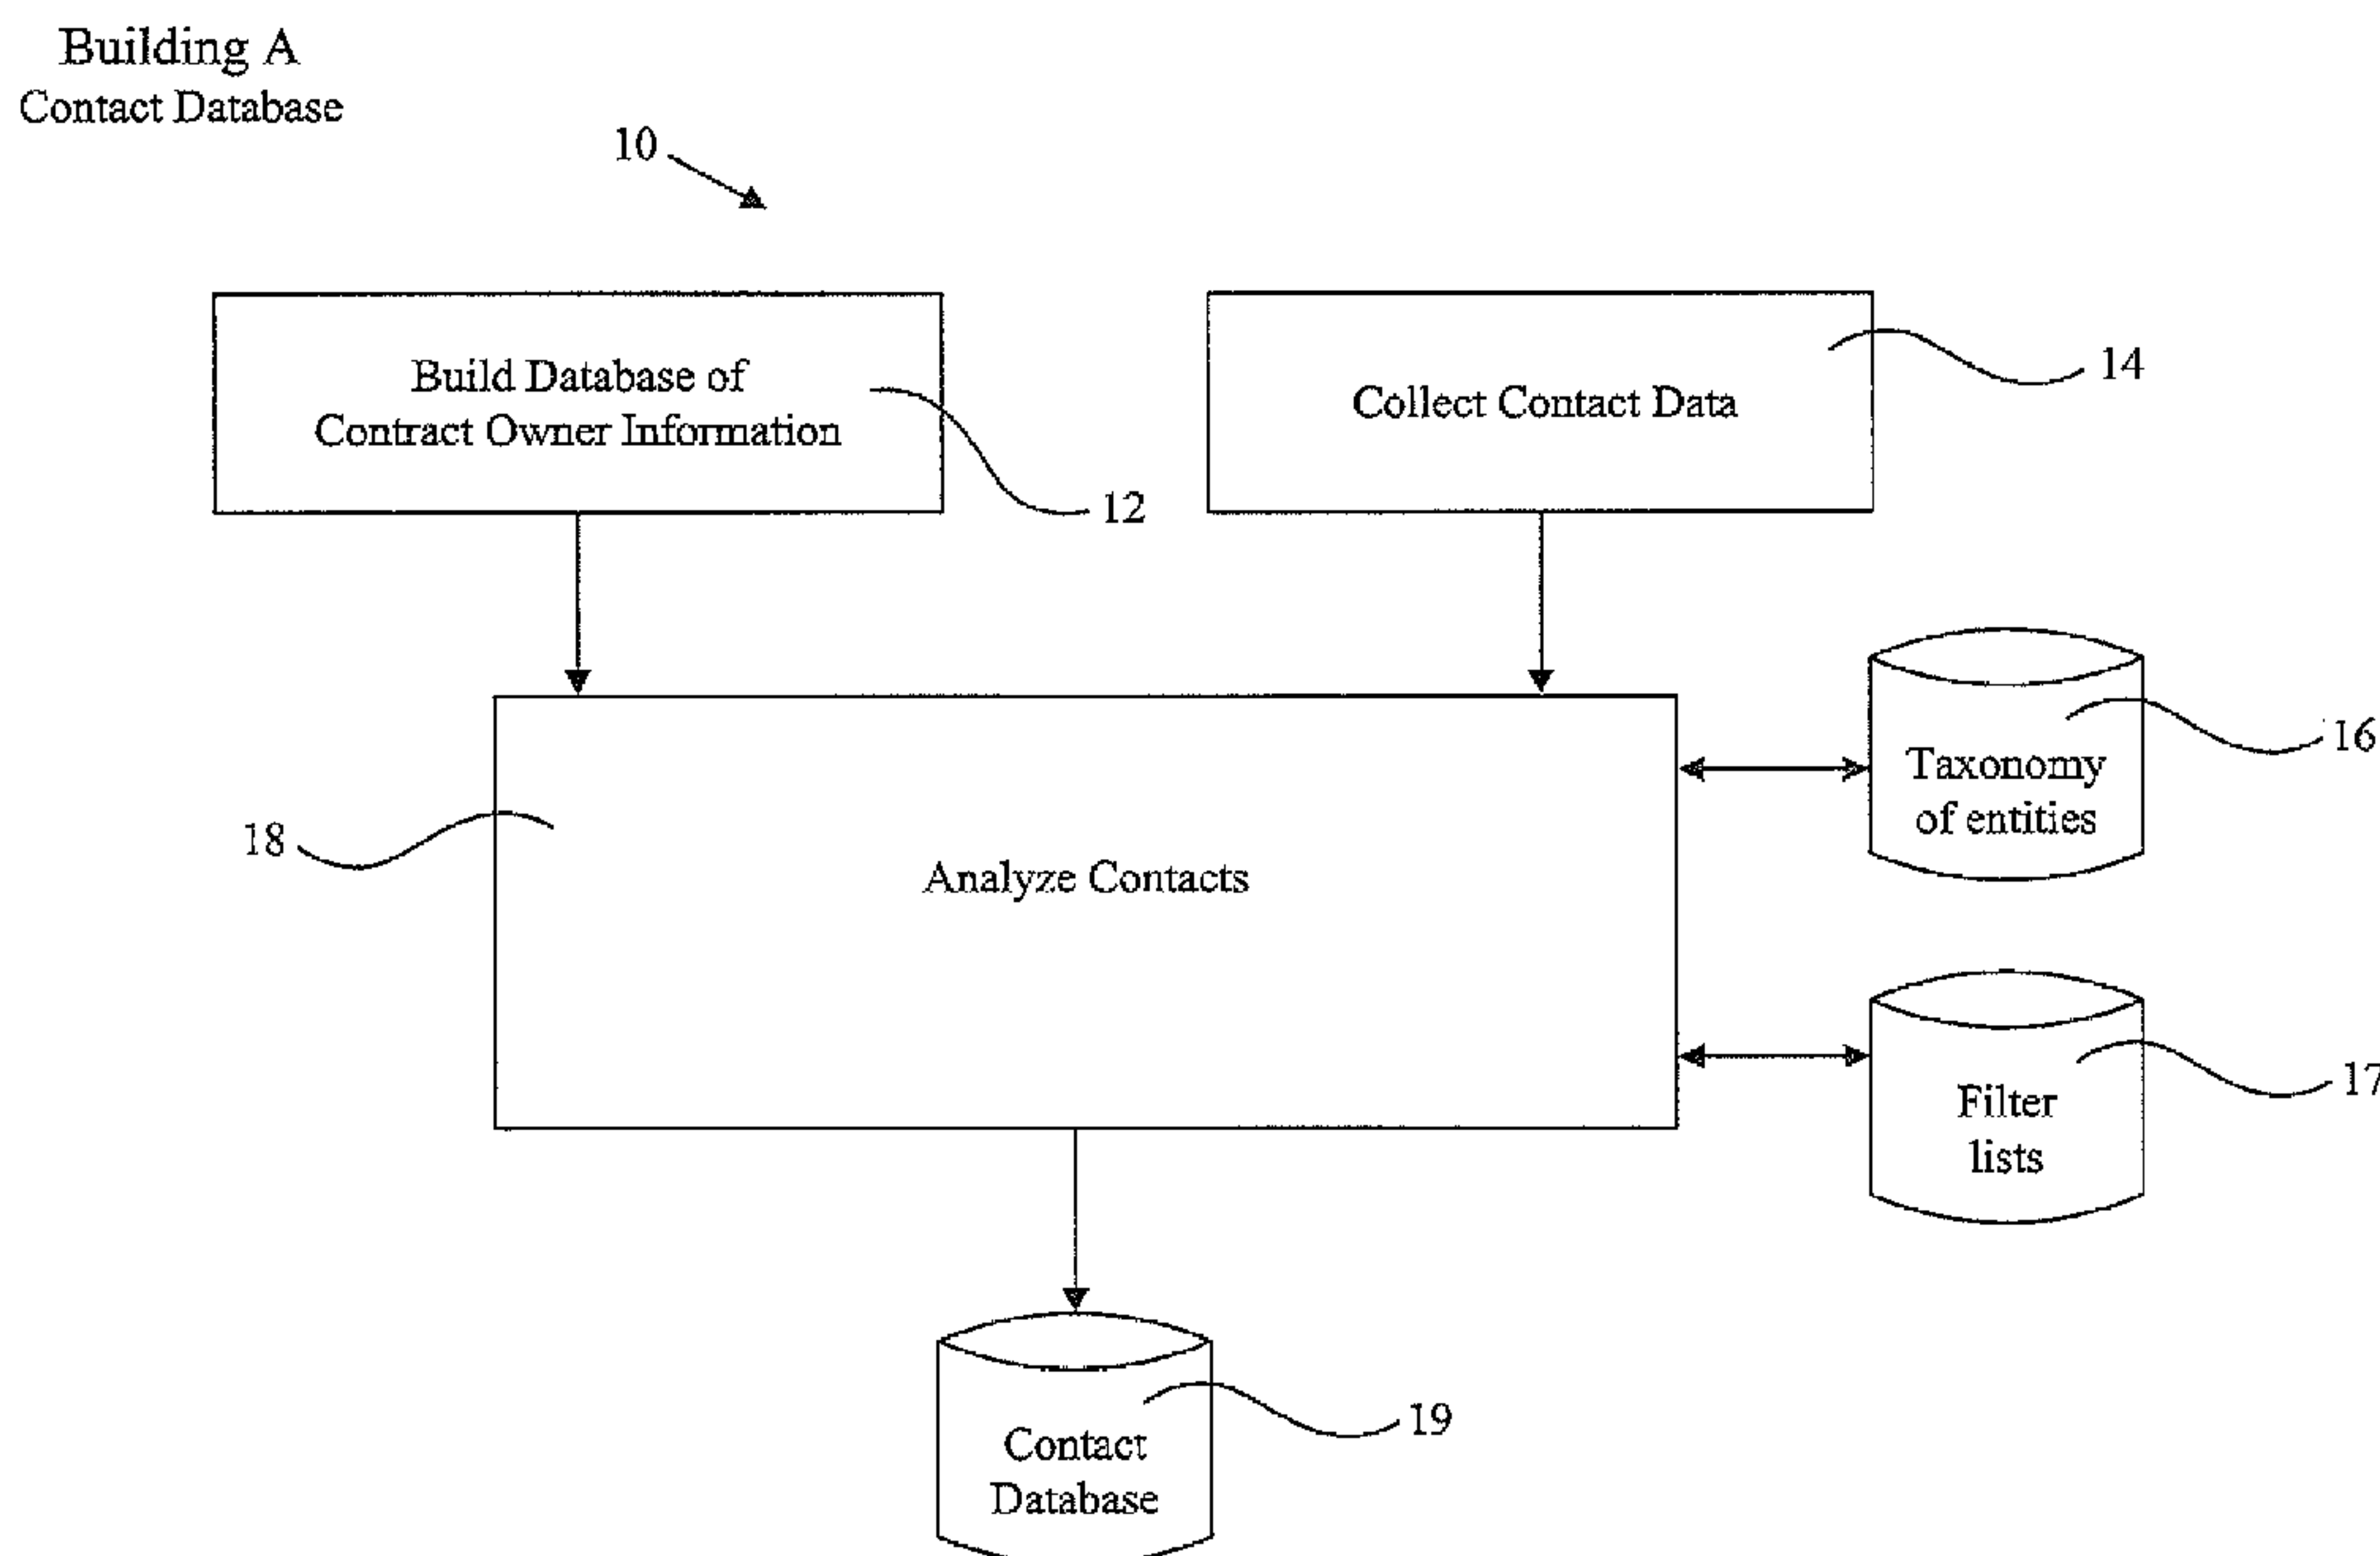 Building A
Contact Database
10
Build Database of
Contract Owner Information
12
Collect Contact Data
14
Taxonomy
of entities
16
18
Analyze Contacts
Filter
lists
17
Contact
Database
19